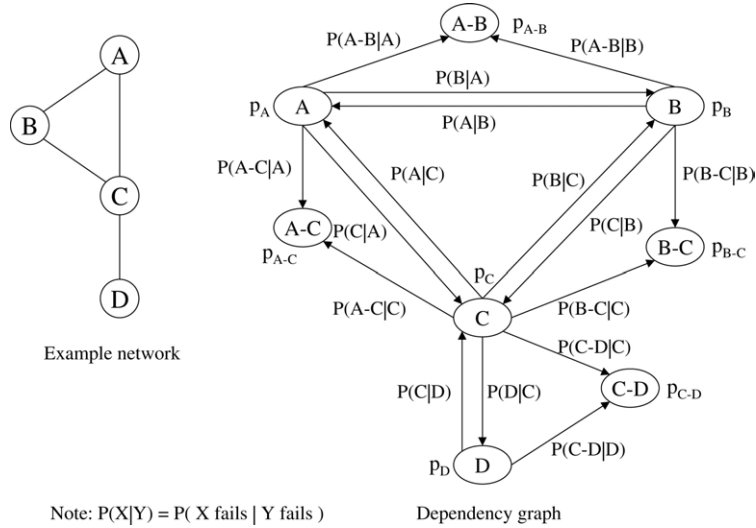 A
B
C
D
Example network
A-B
p_A-B
P(A-B|A)
P(A-B|B)
P(B|A)
p_A
A
B
p_B
P(A|B)
P(A-C|A)
P(A|C)
P(B|C)
P(B-C|B)
A-C
P(C|A)
P(C|B)
p_A-C
B-C
p_B-C
p_C
P(A-C|C)
C
P(B-C|C)
P(C-D|C)
P(C|D)
P(D|C)
C-D
p_C-D
P(C-D|D)
p_D
D
Note: P(X|Y) = P( X fails | Y fails )
Dependency graph